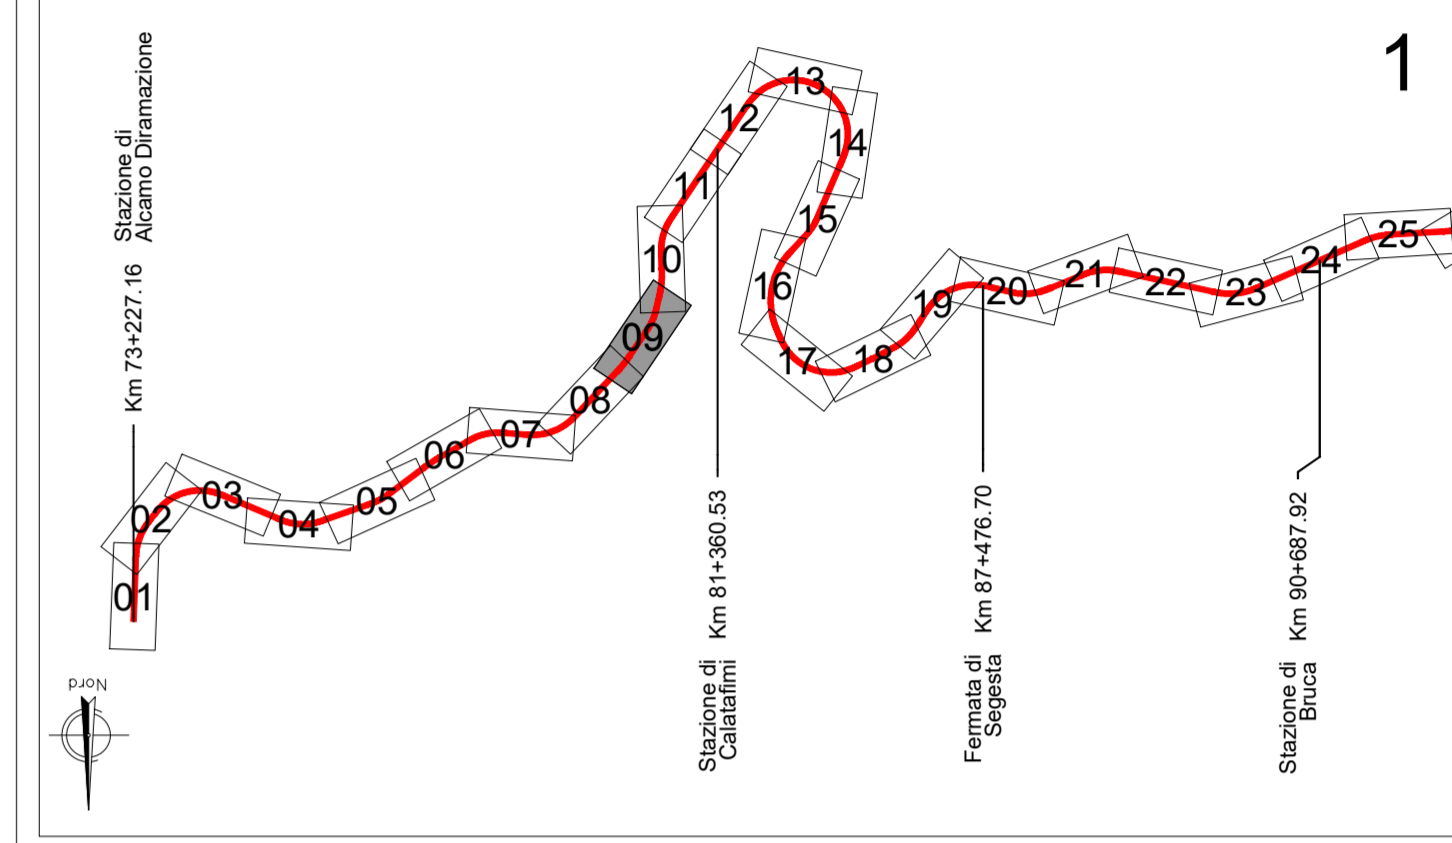 1
Stazione di
Alcamo Diramazione
Km 73+227.16
01
02
03
04
05
06
07
08
09
10
11
12
13
14
15
16
17
18
19
20
21
22
23
24
25
Stazione di
Calatafimi
Km 81+360.53
Fermata di
Segesta
Km 87+476.70
Stazione di
Bruca
Km 90+687.92
Nord